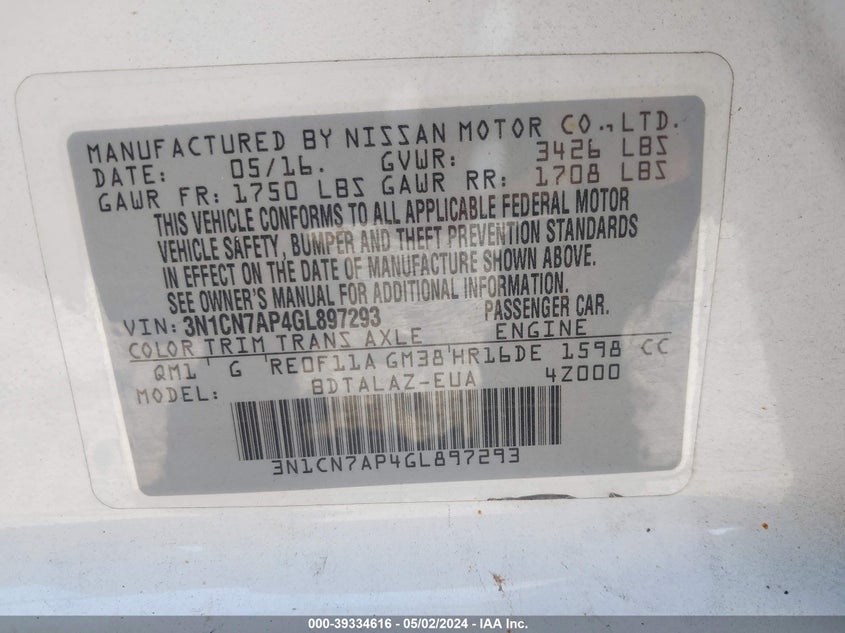 MANUFACTURED BY NISSAN MOTOR CO.,LTD.
DATE: 05/16. GVWR: 3426 LBS
GAWR FR: 1750 LBS GAWR RR: 1708 LBS
THIS VEHICLE CONFORMS TO ALL APPLICABLE FEDERAL MOTOR
VEHICLE SAFETY, BUMPER AND THEFT PREVENTION STANDARDS
IN EFFECT ON THE DATE OF MANUFACTURE SHOWN ABOVE.
SEE OWNER'S MANUAL FOR ADDITIONAL INFORMATION.
VIN: 3N1CN7AP4GL897293 PASSENGER CAR.
COLOR TRIM TRANS AXLE ENGINE
QM1 G RE0F11A GM38 HR16DE 1598 CC
MODEL: BDTALAZ-EUA 4Z000
3N1CN7AP4GL897293
000-39334616 - 05/02/2024 - IAA Inc.